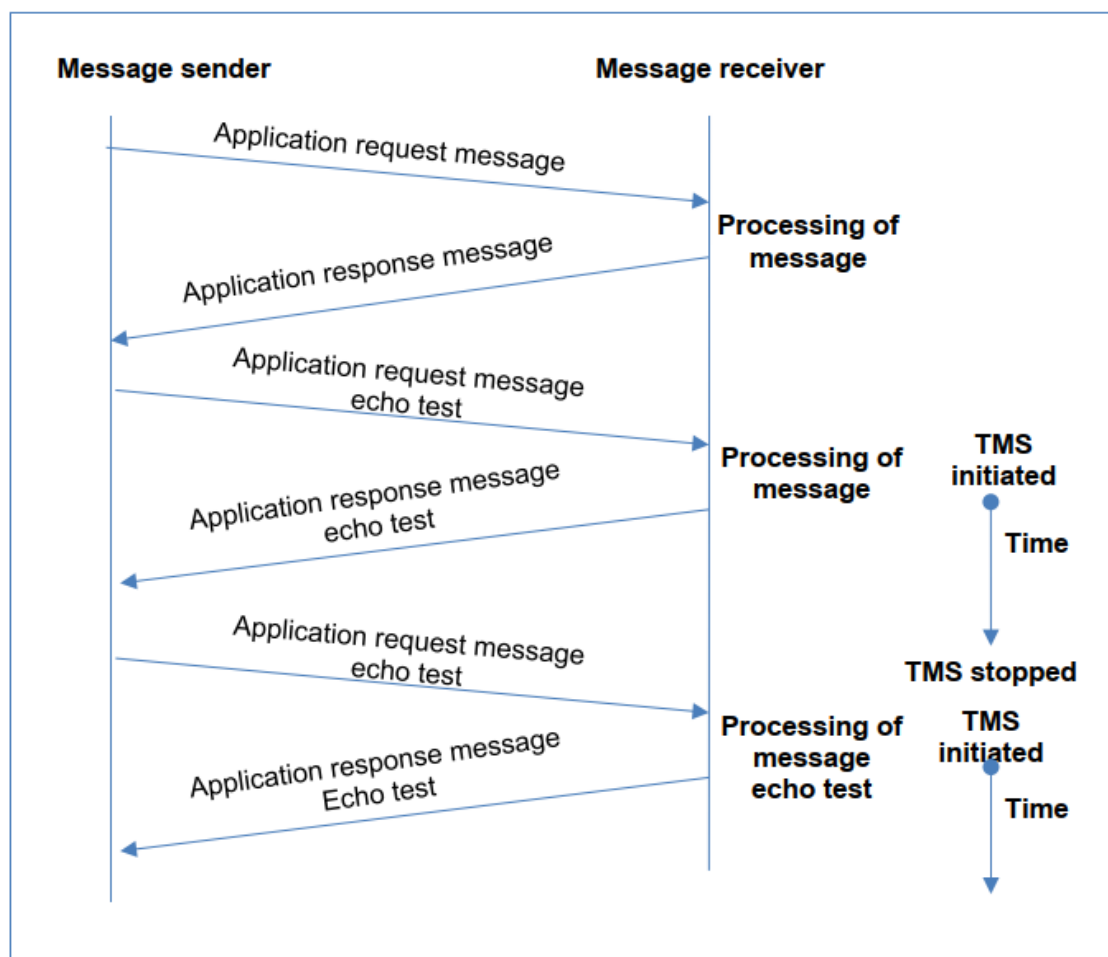 Message sender
Message receiver
Application request message
Processing of
message
Application response message
Application request message
echo test
Processing of
message
TMS
initiated
Application response message
echo test
Time
Application request message
echo test
TMS stopped
Processing of
message
echo test
TMS
initiated
Application response message
Echo test
Time